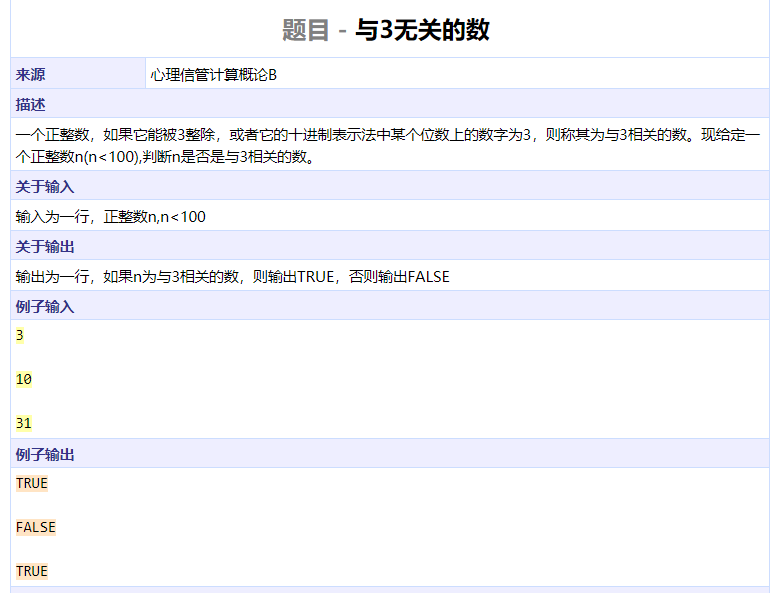 题目 - 与3无关的数
来源 心理信管计算概论B
描述
一个正整数，如果它能被3整除，或者它的十进制表示法中某个位数上的数字为3，则称其为与3相关的数。现给定一
个正整数n(n<100),判断n是否是与3相关的数。
关于输入
输入为一行，正整数n,n<100
关于输出
输出为一行，如果n为与3相关的数，则输出TRUE，否则输出FALSE
例子输入
3
10
31
例子输出
TRUE
FALSE
TRUE